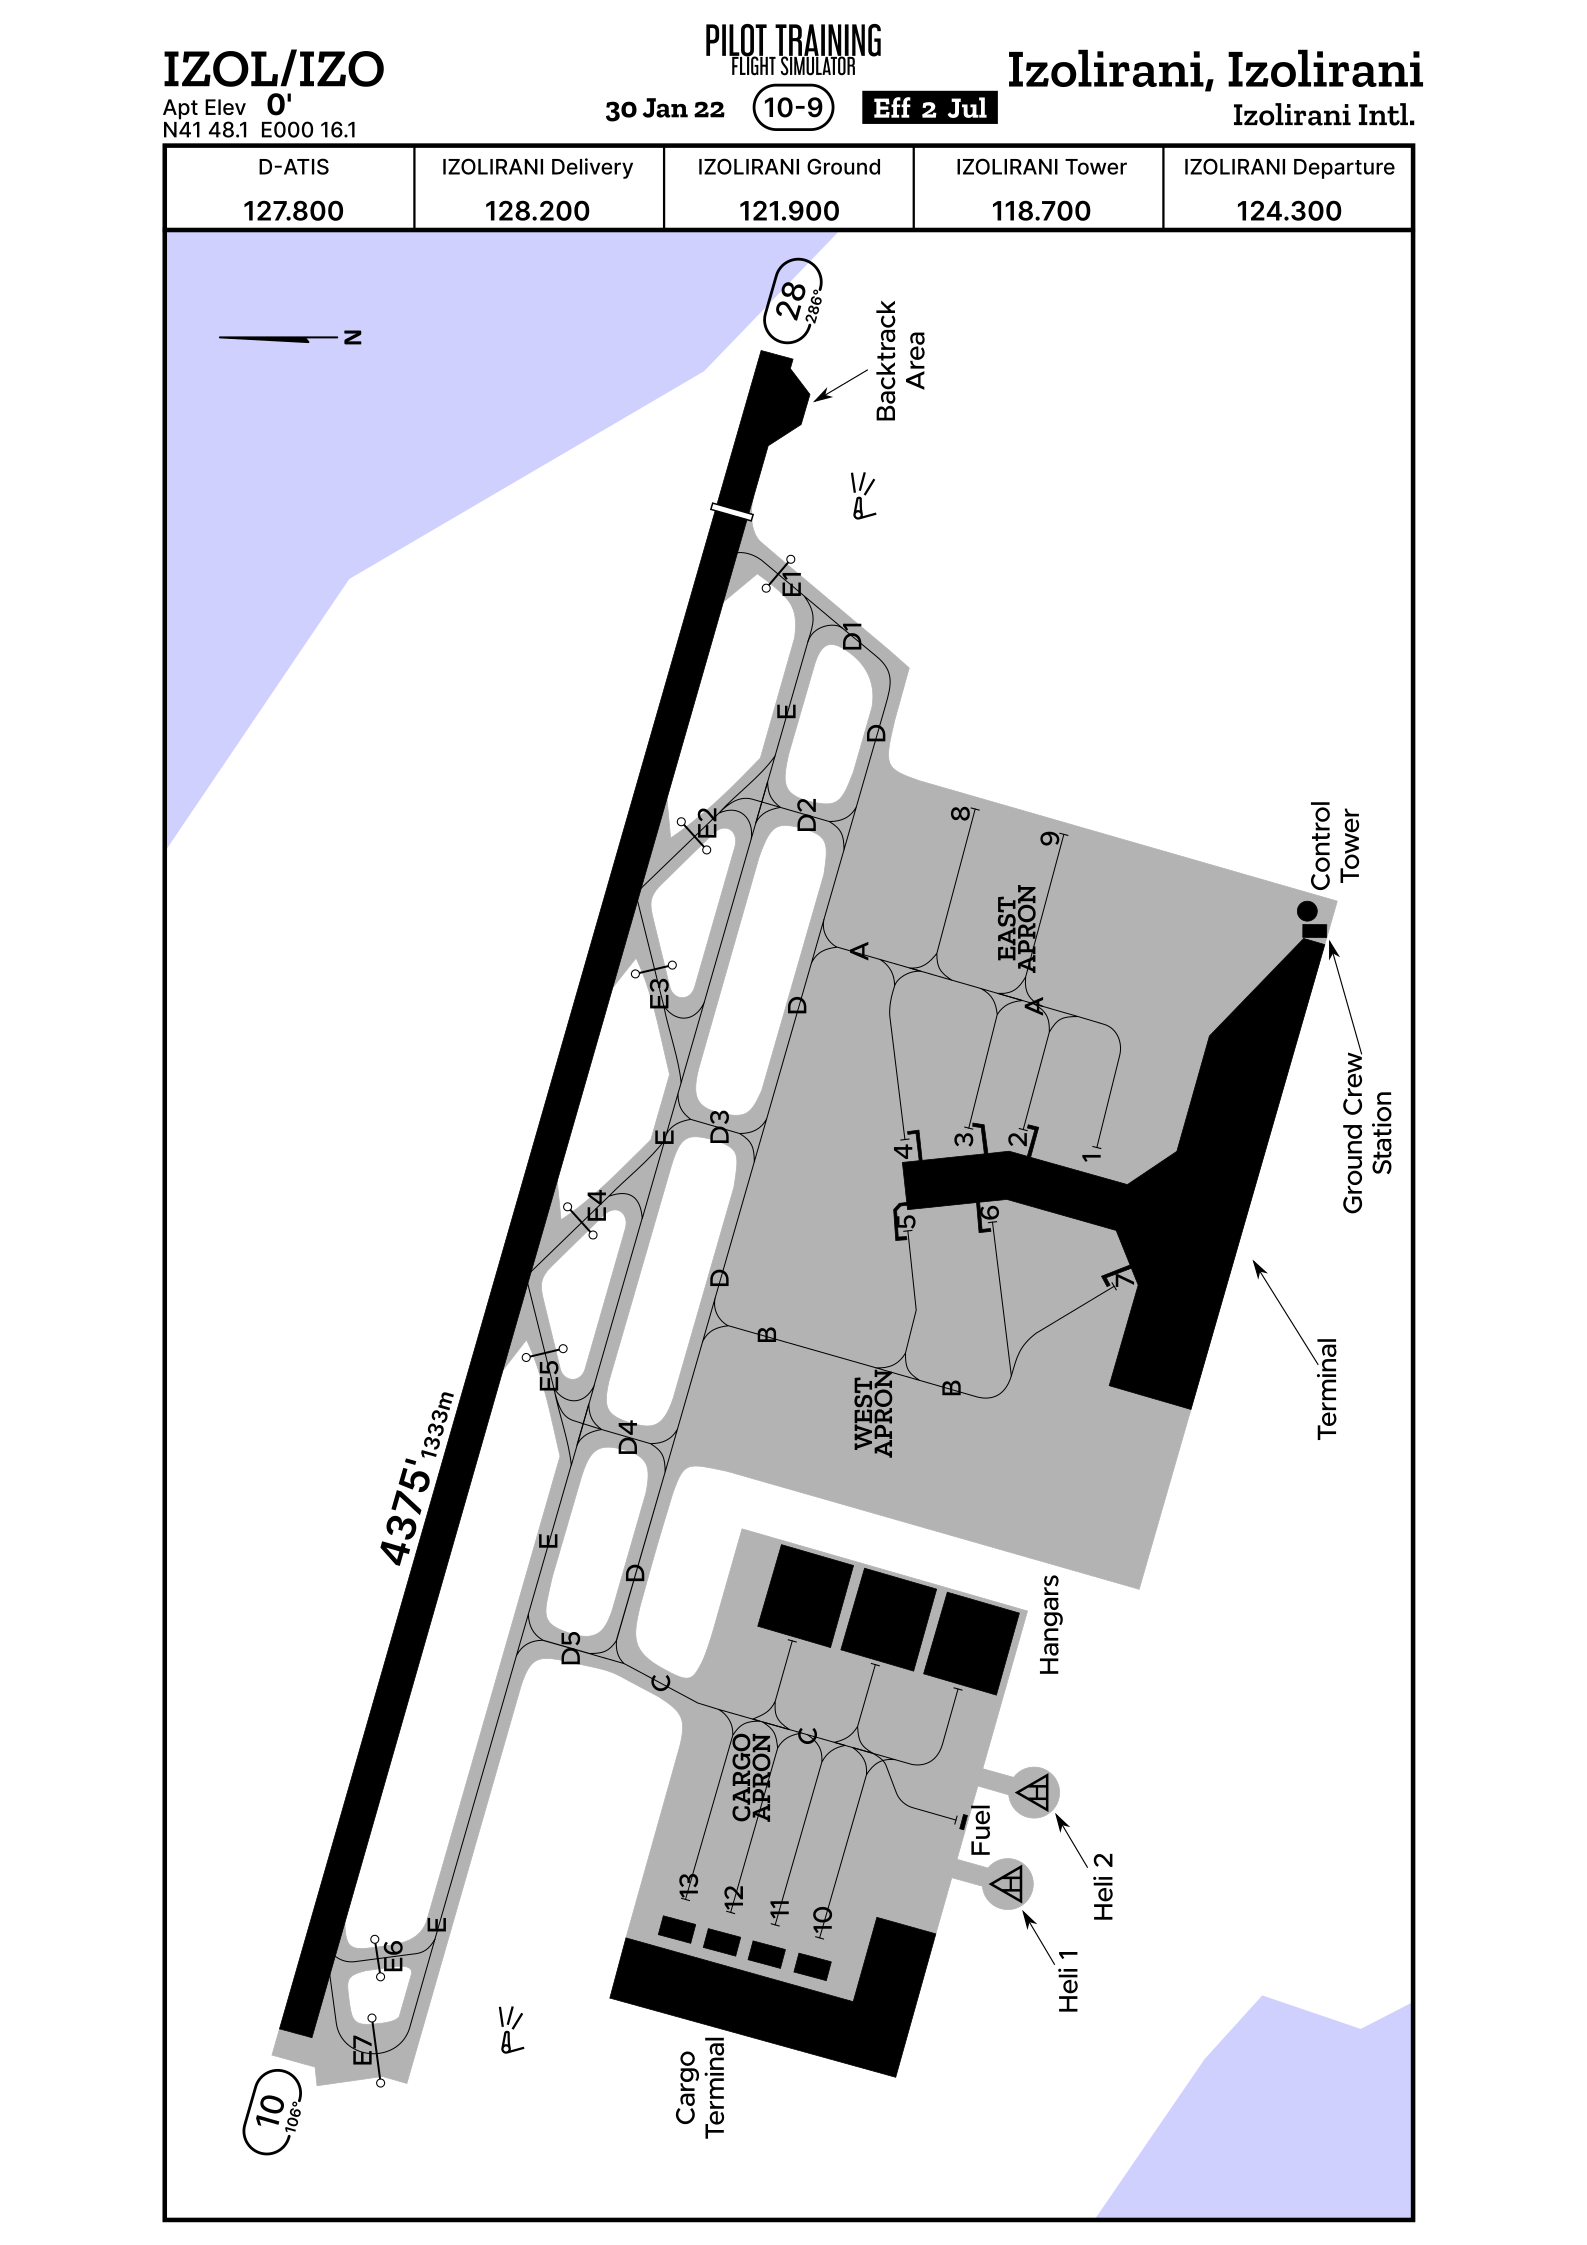 PILOT TRAINING
FLIGHT SIMULATOR
IZOL/IZO
Apt Elev 0'
N41 48.1 E000 16.1
30 Jan 22
10-9
Eff 2 Jul
Izolirani, Izolirani
Izolirani Intl.
D-ATIS
127.800
IZOLIRANI Delivery
128.200
IZOLIRANI Ground
121.900
IZOLIRANI Tower
118.700
IZOLIRANI Departure
124.300
N
28
286°
Backtrack
Area
E1
D1
E
D
E2
D2
8
9
Control
Tower
EAST
APRON
A
E3
D
A
E
D3
4
3
2
1
Ground Crew
Station
E4
5
6
7
D
B
E5
B
WEST
APRON
Terminal
4375'
1333m
D4
E
D
Hangars
D5
C
C
CARGO
APRON
Fuel
13
12
11
10
Heli 2
Heli 1
E
E6
E7
Cargo
Terminal
10
106°
H
H